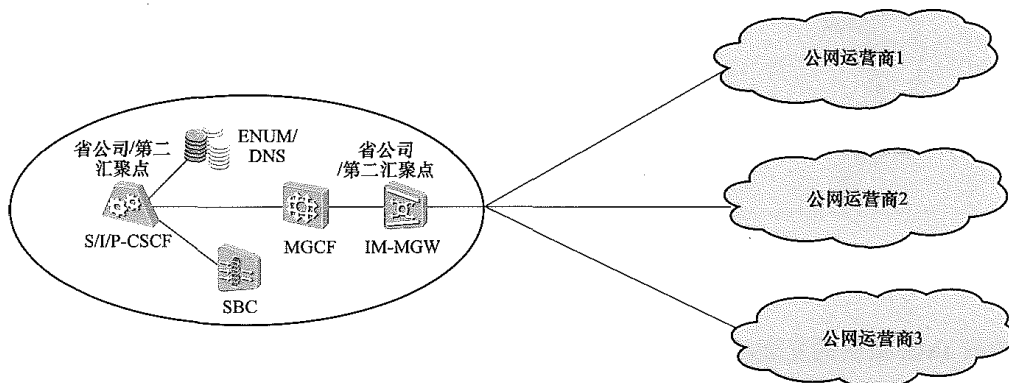 公网运营商1
省公司/第二
汇聚点
ENUM/
DNS
省公司
/第二汇聚点
S/I/P-CSCF
MGCF
IM-MGW
SBC
公网运营商2
公网运营商3